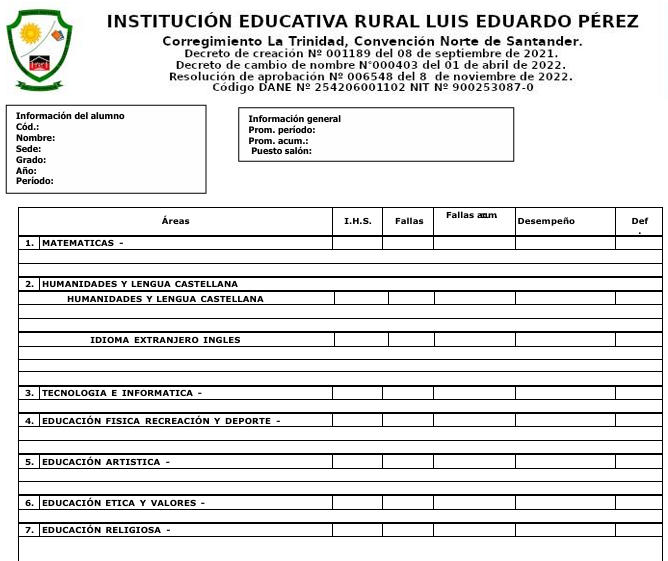 INSTITUCIÓN EDUCATIVA RURAL LUIS EDUARDO PÉREZ
Corregimiento La Trinidad, Convención Norte de Santander.
Decreto de creación Nº 001189 del 08 de septiembre de 2021.
Decreto de cambio de nombre N°000403 del 01 de abril de 2022.
Resolución de aprobación Nº 006548 del 8 de noviembre de 2022.
Código DANE Nº 254206001102 NIT Nº 900253087-0
Información del alumno
Cód.:
Nombre:
Sede:
Grado:
Año:
Período:
Información general
Prom. período:
Prom. acum.:
Puesto salón:
Áreas I.H.S. Fallas Fallas acum Desempeño Def.
1. MATEMATICAS -
2. HUMANIDADES Y LENGUA CASTELLANA
HUMANIDADES Y LENGUA CASTELLANA
IDIOMA EXTRANJERO INGLES
3. TECNOLOGIA E INFORMATICA -
4. EDUCACIÓN FISICA RECREACIÓN Y DEPORTE -
5. EDUCACIÓN ARTISTICA -
6. EDUCACIÓN ETICA Y VALORES -
7. EDUCACIÓN RELIGIOSA -